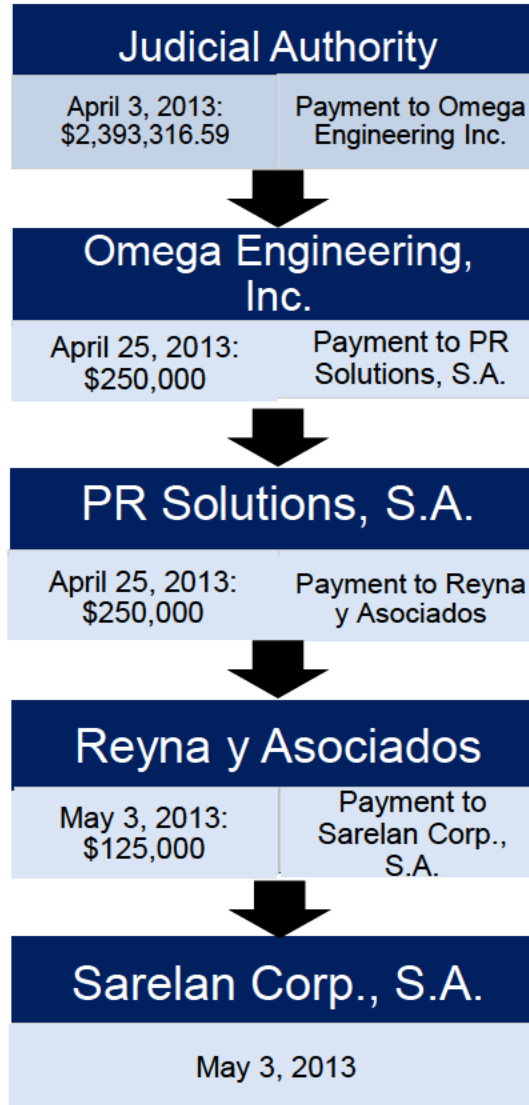 Judicial Authority
April 3, 2013:
$2,393,316.59
Payment to Omega
Engineering Inc.
Omega Engineering,
Inc.
April 25, 2013:
$250,000
Payment to PR
Solutions, S.A.
PR Solutions, S.A.
April 25, 2013:
$250,000
Payment to Reyna
y Asociados
Reyna y Asociados
May 3, 2013:
$125,000
Payment to
Sarelan Corp.,
S.A.
Sarelan Corp., S.A.
May 3, 2013